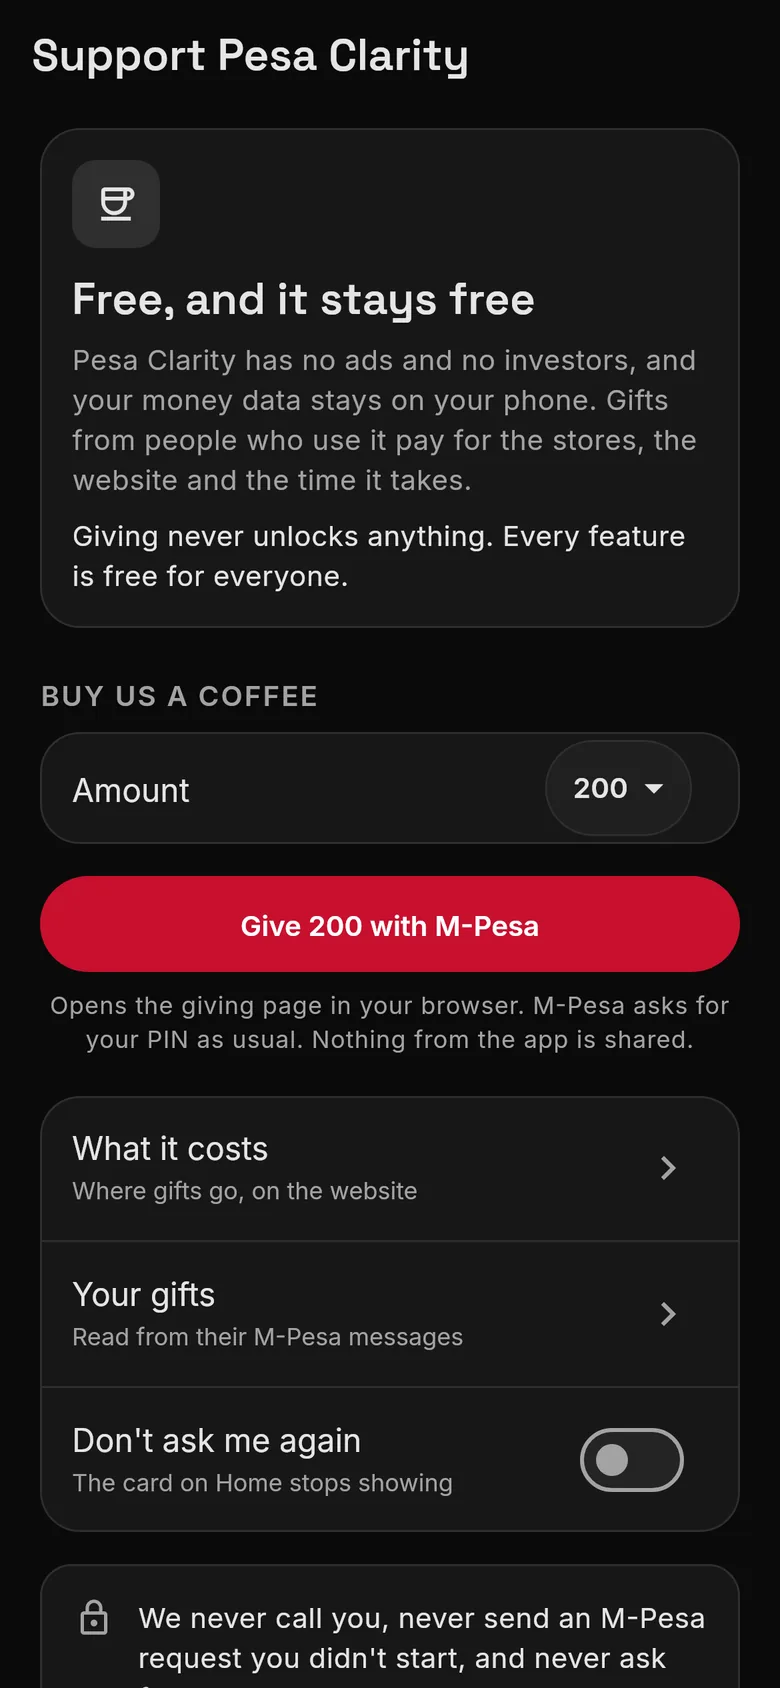 Support Pesa Clarity
Free, and it stays free
Pesa Clarity has no ads and no investors, and
your money data stays on your phone. Gifts
from people who use it pay for the stores, the
website and the time it takes.
Giving never unlocks anything. Every feature
is free for everyone.
BUY US A COFFEE
Amount
200
Give 200 with M-Pesa
Opens the giving page in your browser. M-Pesa asks for
your PIN as usual. Nothing from the app is shared.
What it costs
Where gifts go, on the website
Your gifts
Read from their M-Pesa messages
Don't ask me again
The card on Home stops showing
We never call you, never send an M-Pesa
request you didn't start, and never ask